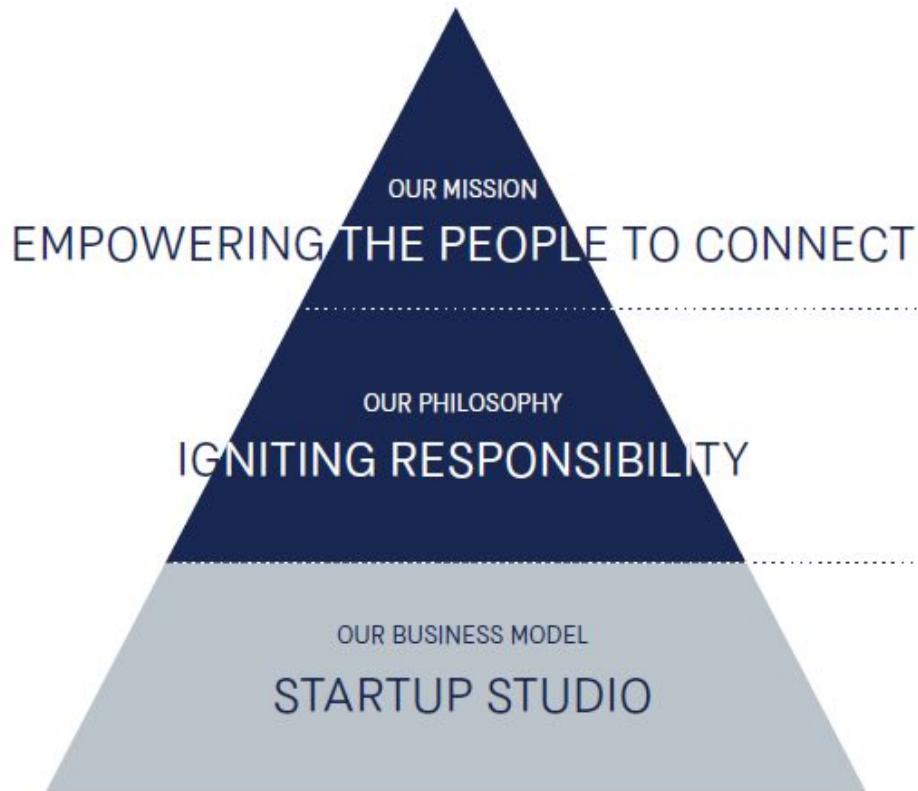 OUR MISSION
EMPOWERING THE PEOPLE TO CONNECT
OUR PHILOSOPHY
IGNITING RESPONSIBILITY
OUR BUSINESS MODEL
STARTUP STUDIO